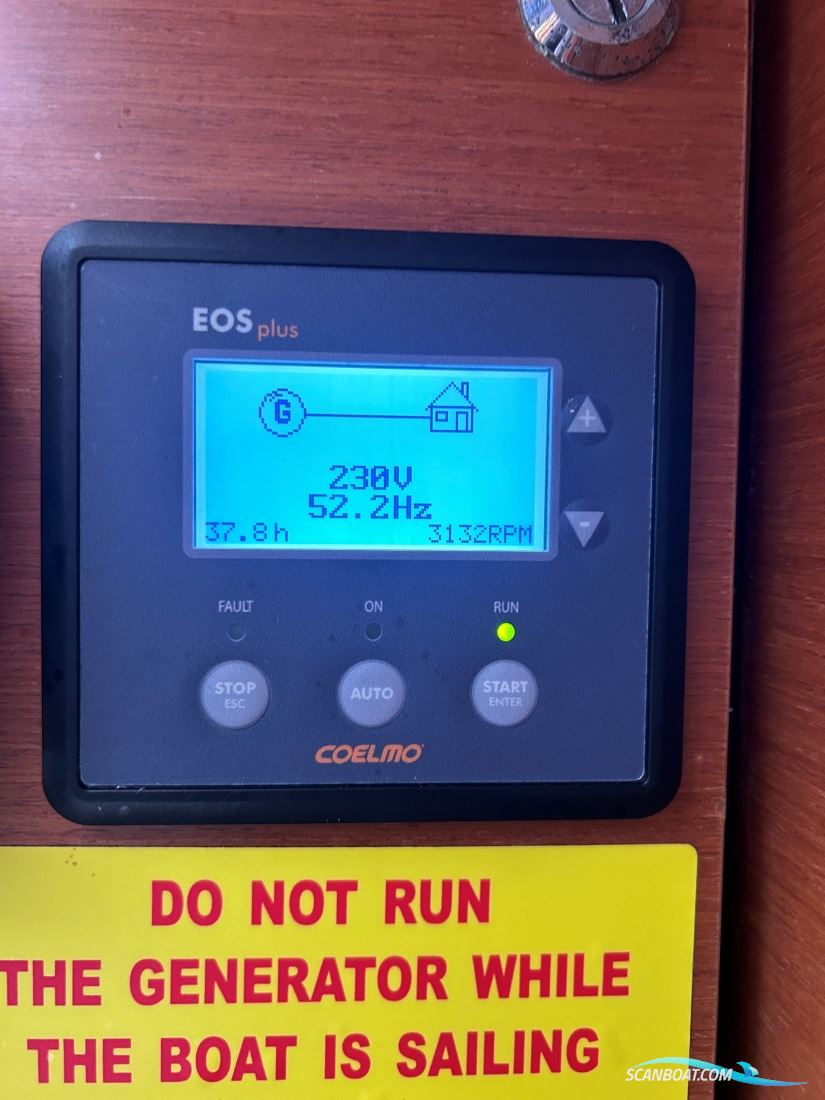 EOS plus
G
+
230V
52.2Hz
37.8h 3132RPM
-
FAULT ON RUN
STOP AUTO START
ESC ENTER
COELMO
DO NOT RUN
THE GENERATOR WHILE
THE BOAT IS SAILING
SCANBOAT.COM